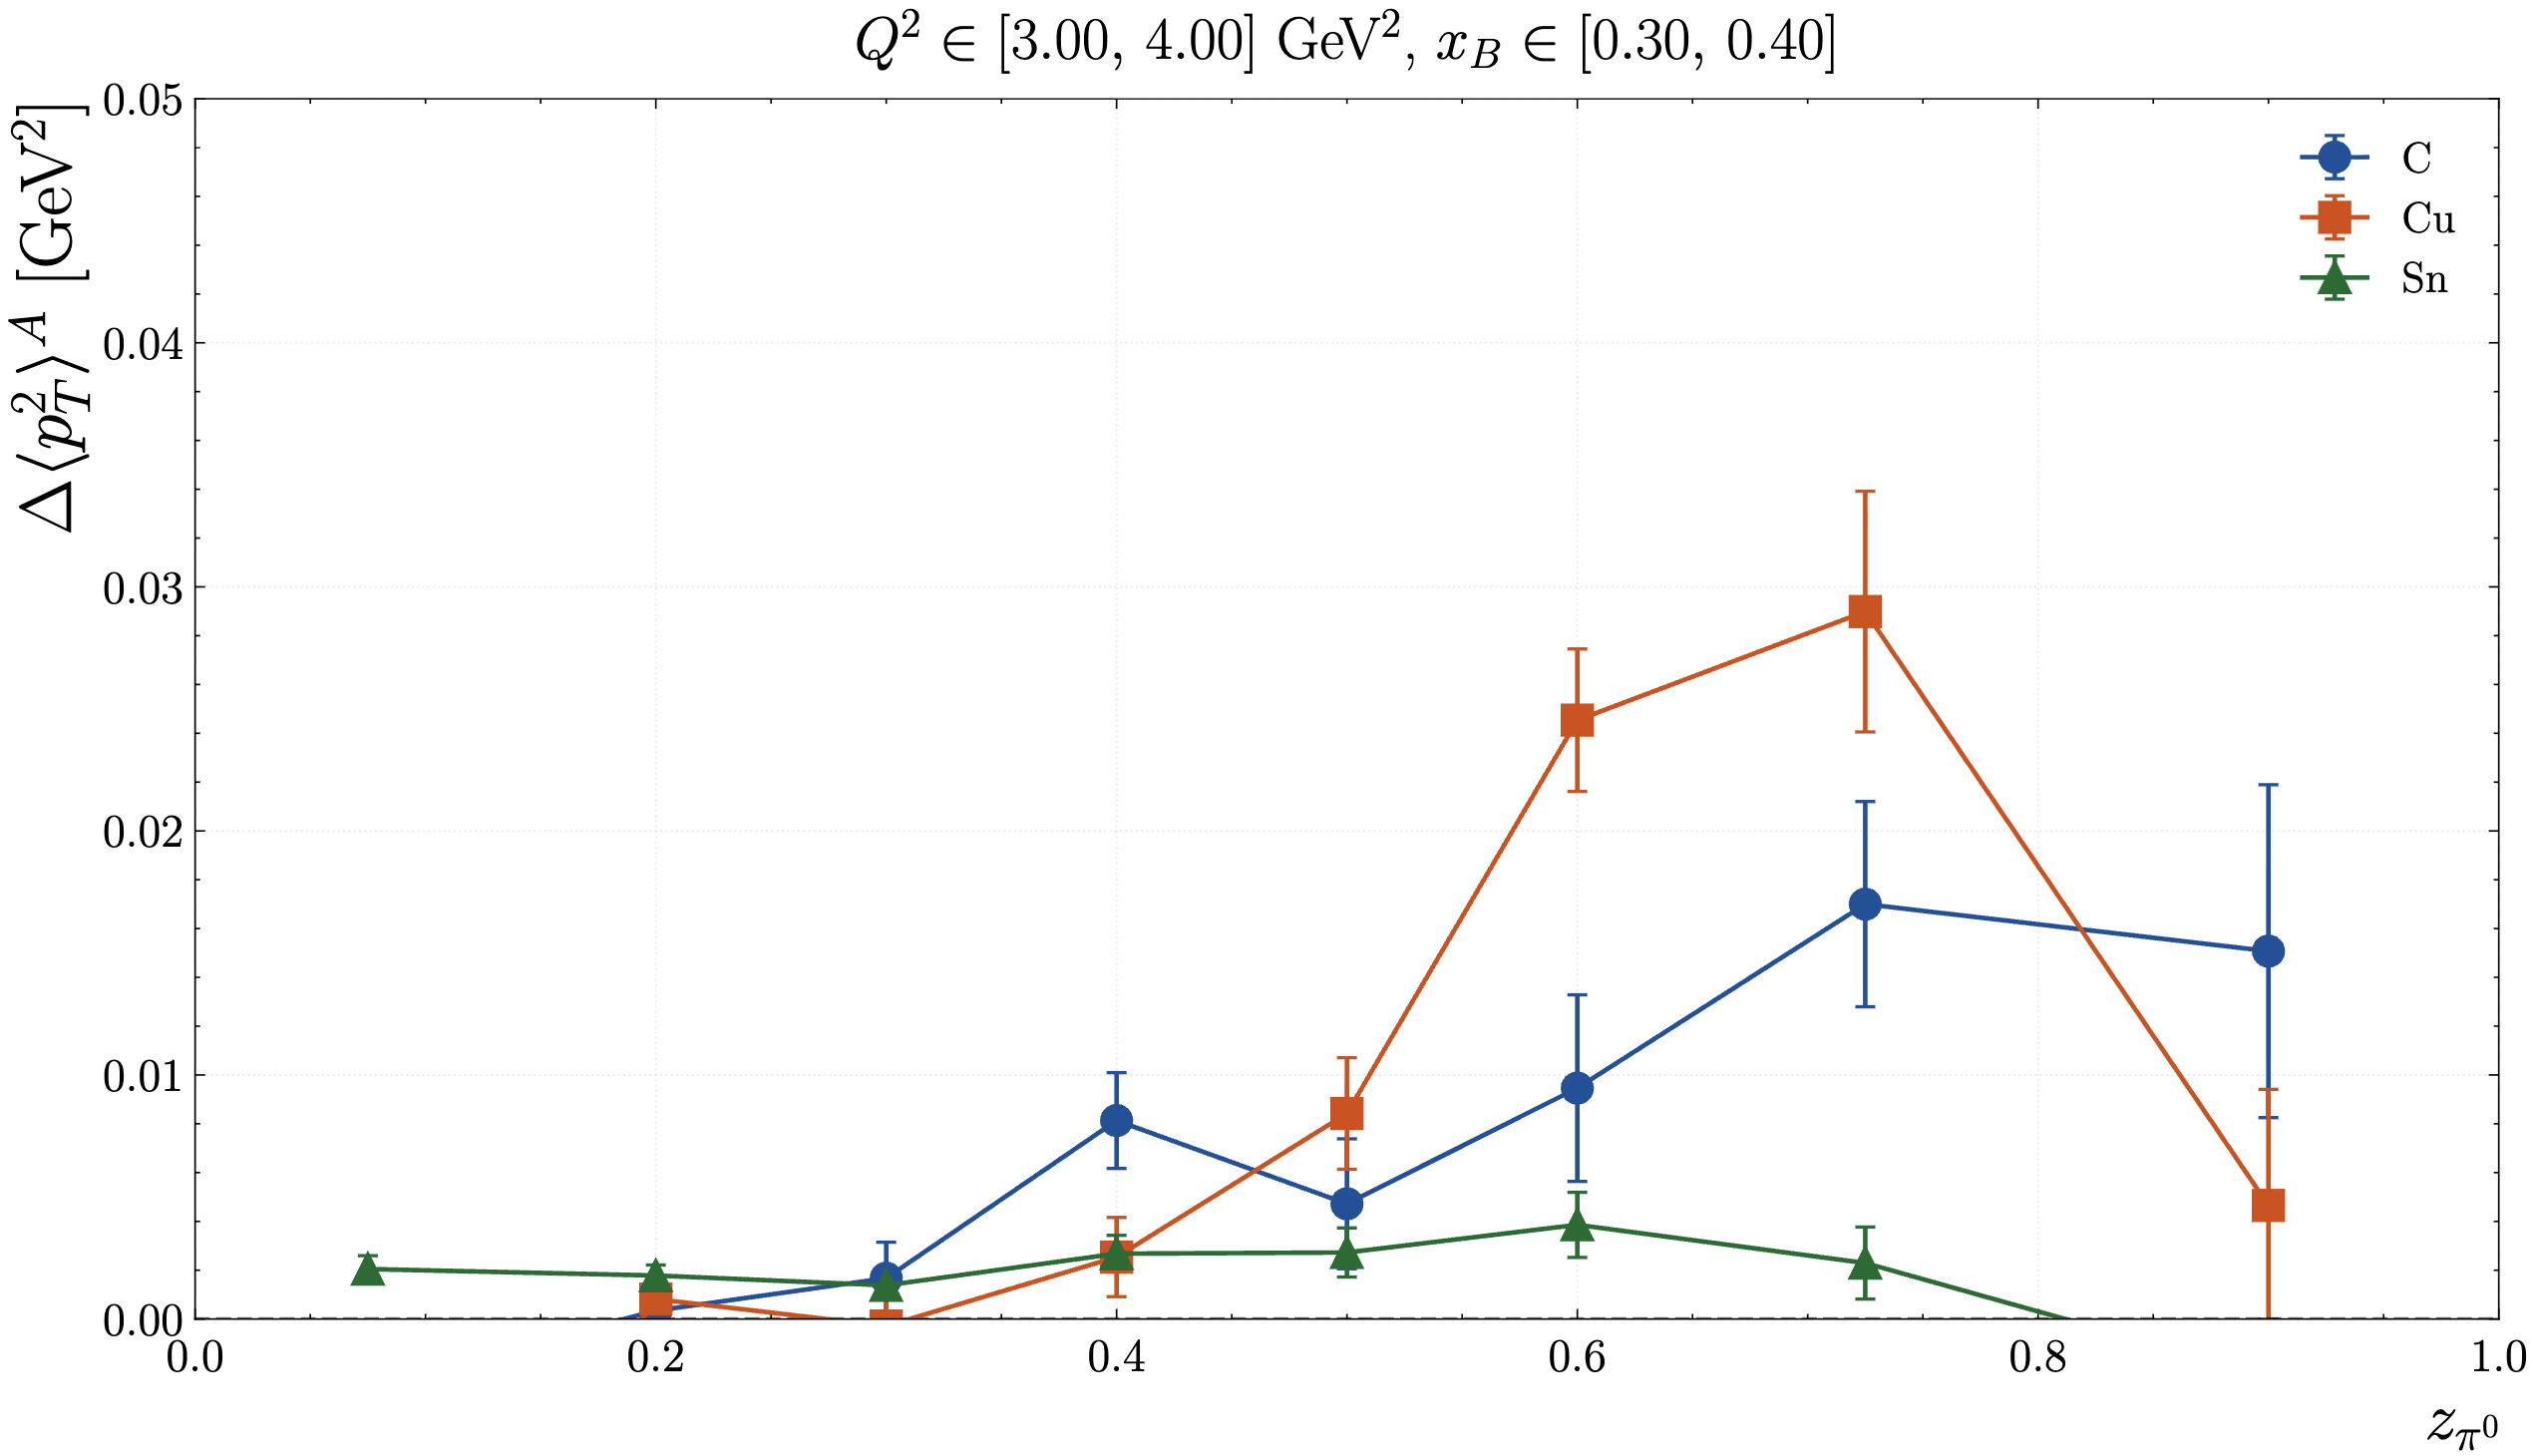 Q² ∈ [3.00, 4.00] GeV², x_B ∈ [0.30, 0.40]
Δ⟨p_T²⟩^A [GeV²]
0.05
0.04
0.03
0.02
0.01
0.00
C
Cu
Sn
0.0 0.2 0.4 0.6 0.8 1.0
z_π⁰